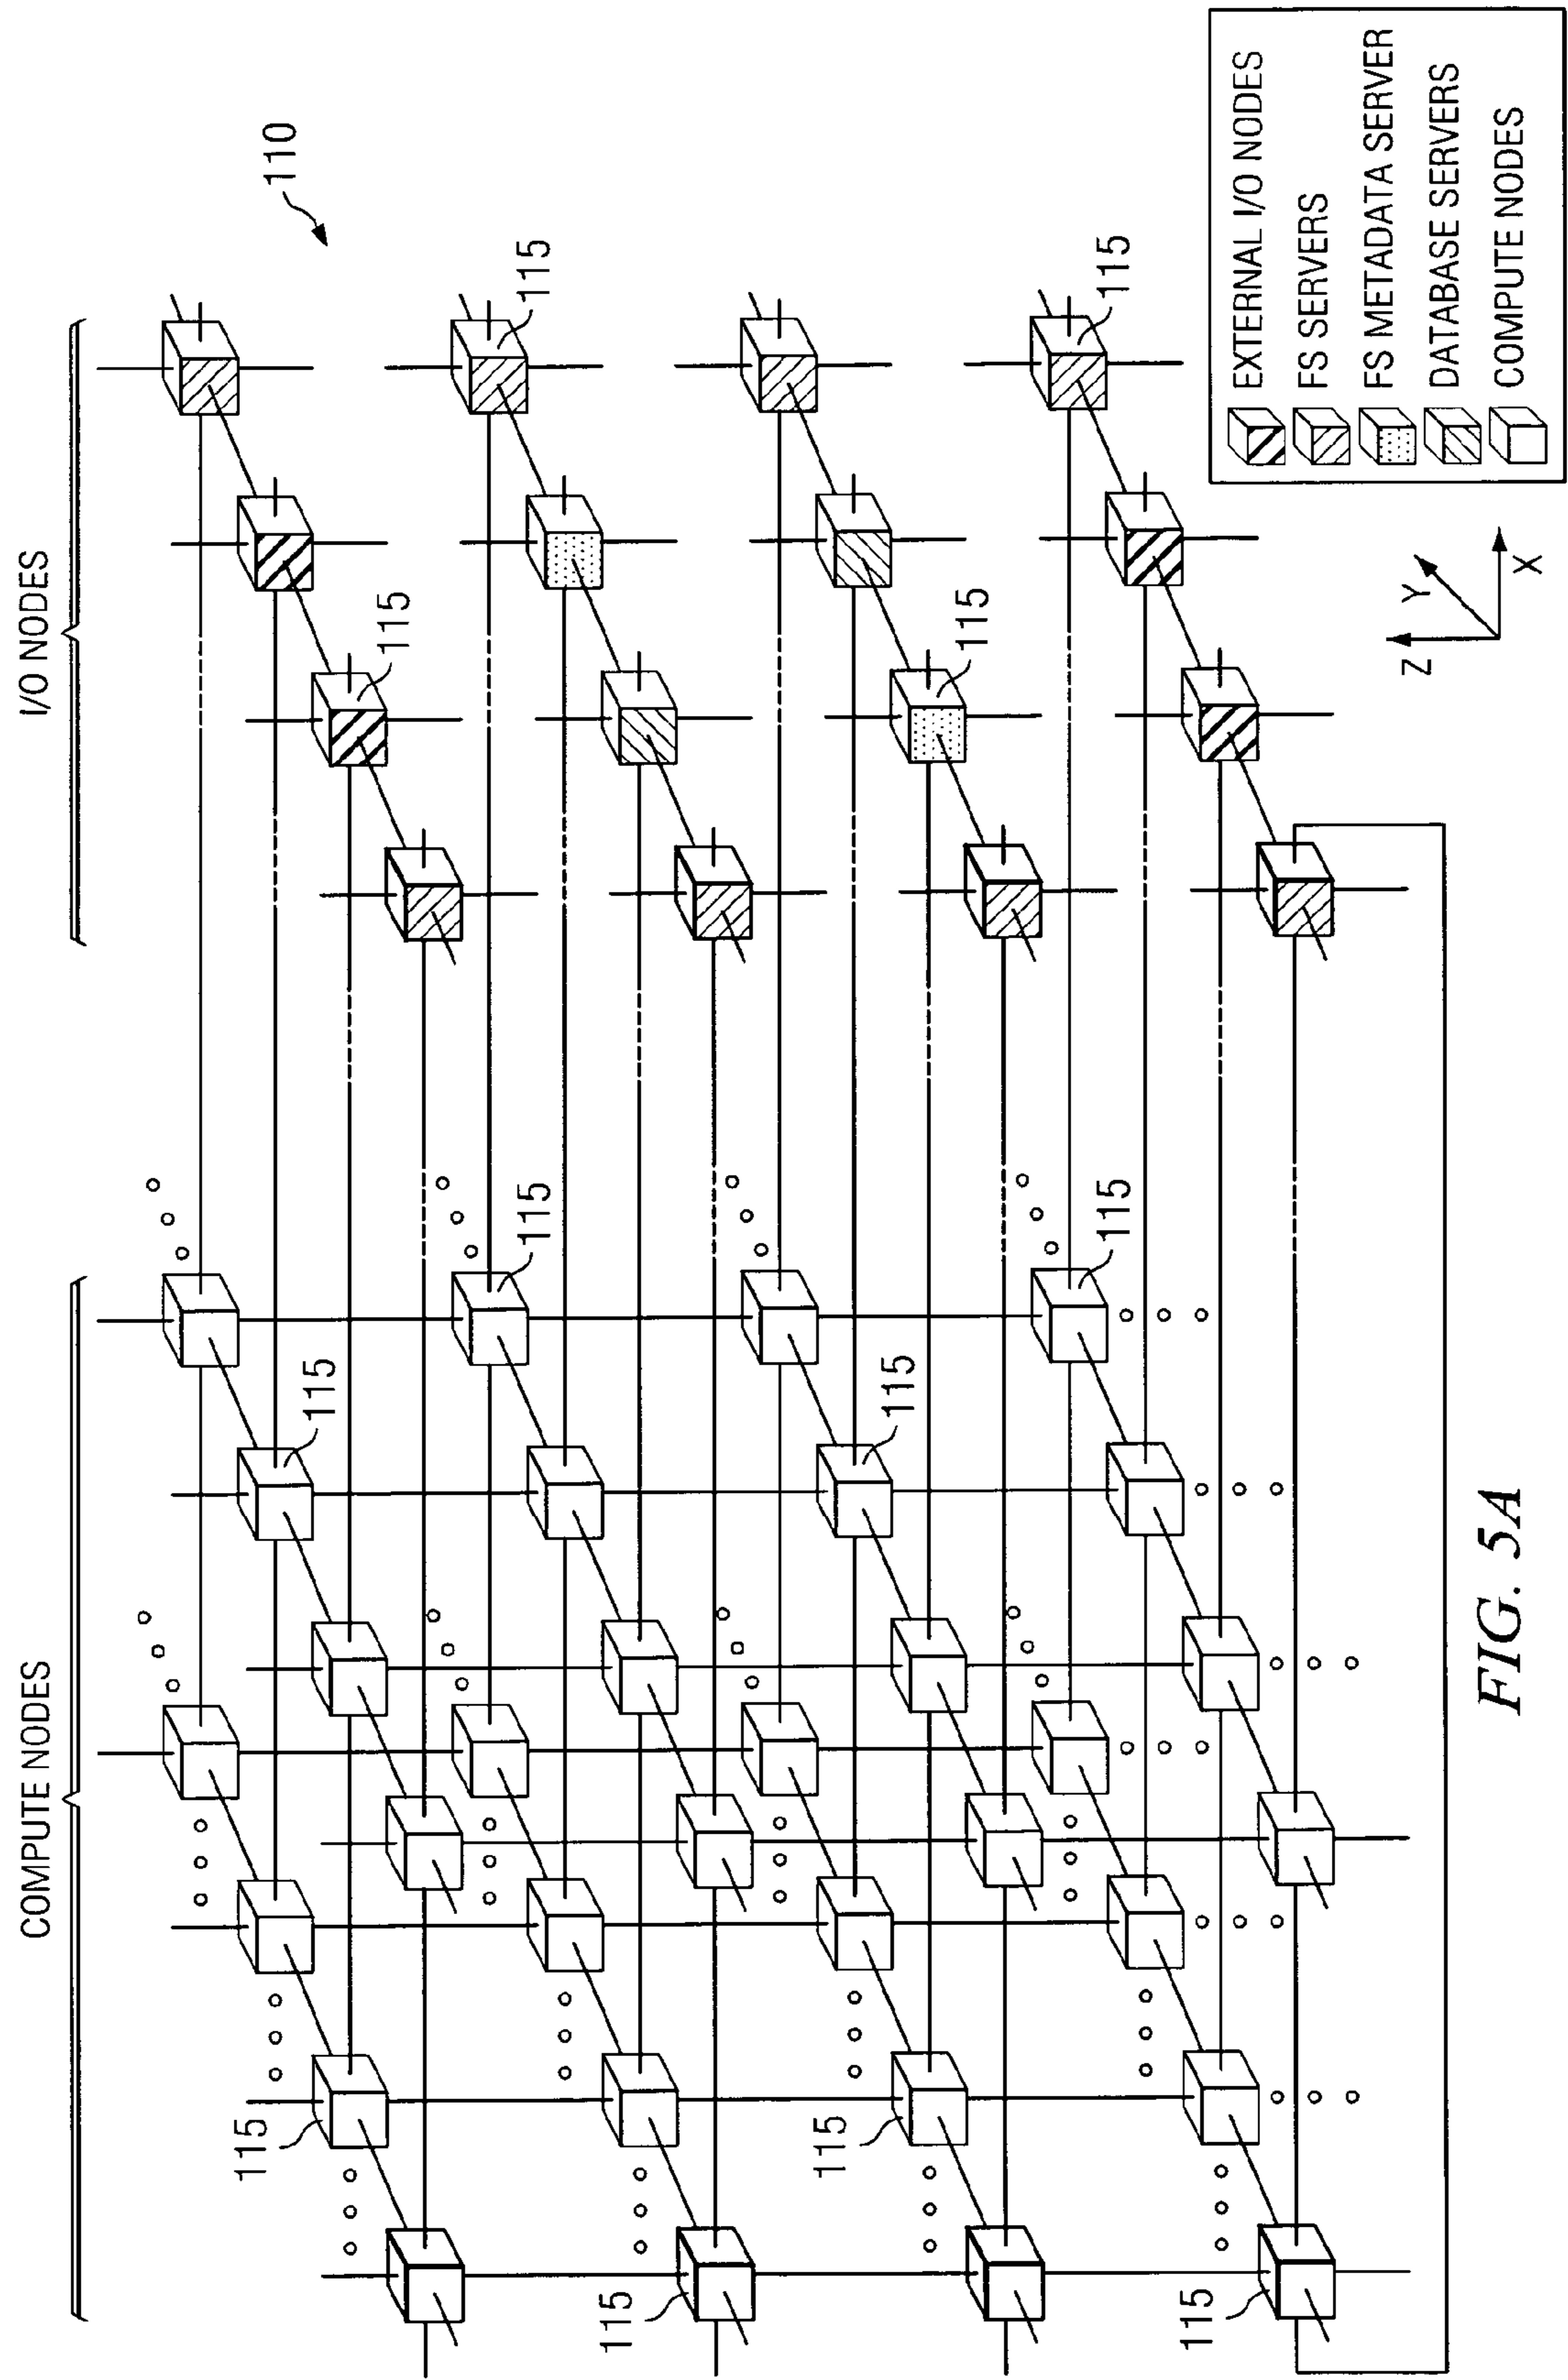 COMPUTE NODES
I/O NODES
110
115
115
115
115
115
115
115
115
115
115
115
115
Z
Y
X
EXTERNAL I/O NODES
FS SERVERS
FS METADATA SERVER
DATABASE SERVERS
COMPUTE NODES
FIG. 5A